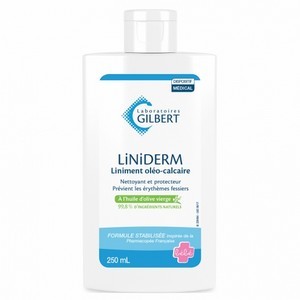 DISPOSITIF
MÉDICAL
Laboratoires
GILBERT
LiNiDERM
Liniment oléo-calcaire
Nettoyant et protecteur
Prévient les érythèmes fessiers
À l'huile d'olive vierge
99,8% D'INGRÉDIENTS NATURELS
FORMULE STABILISÉE inspirée de la
Pharmacopée Française
bébé
250 mL